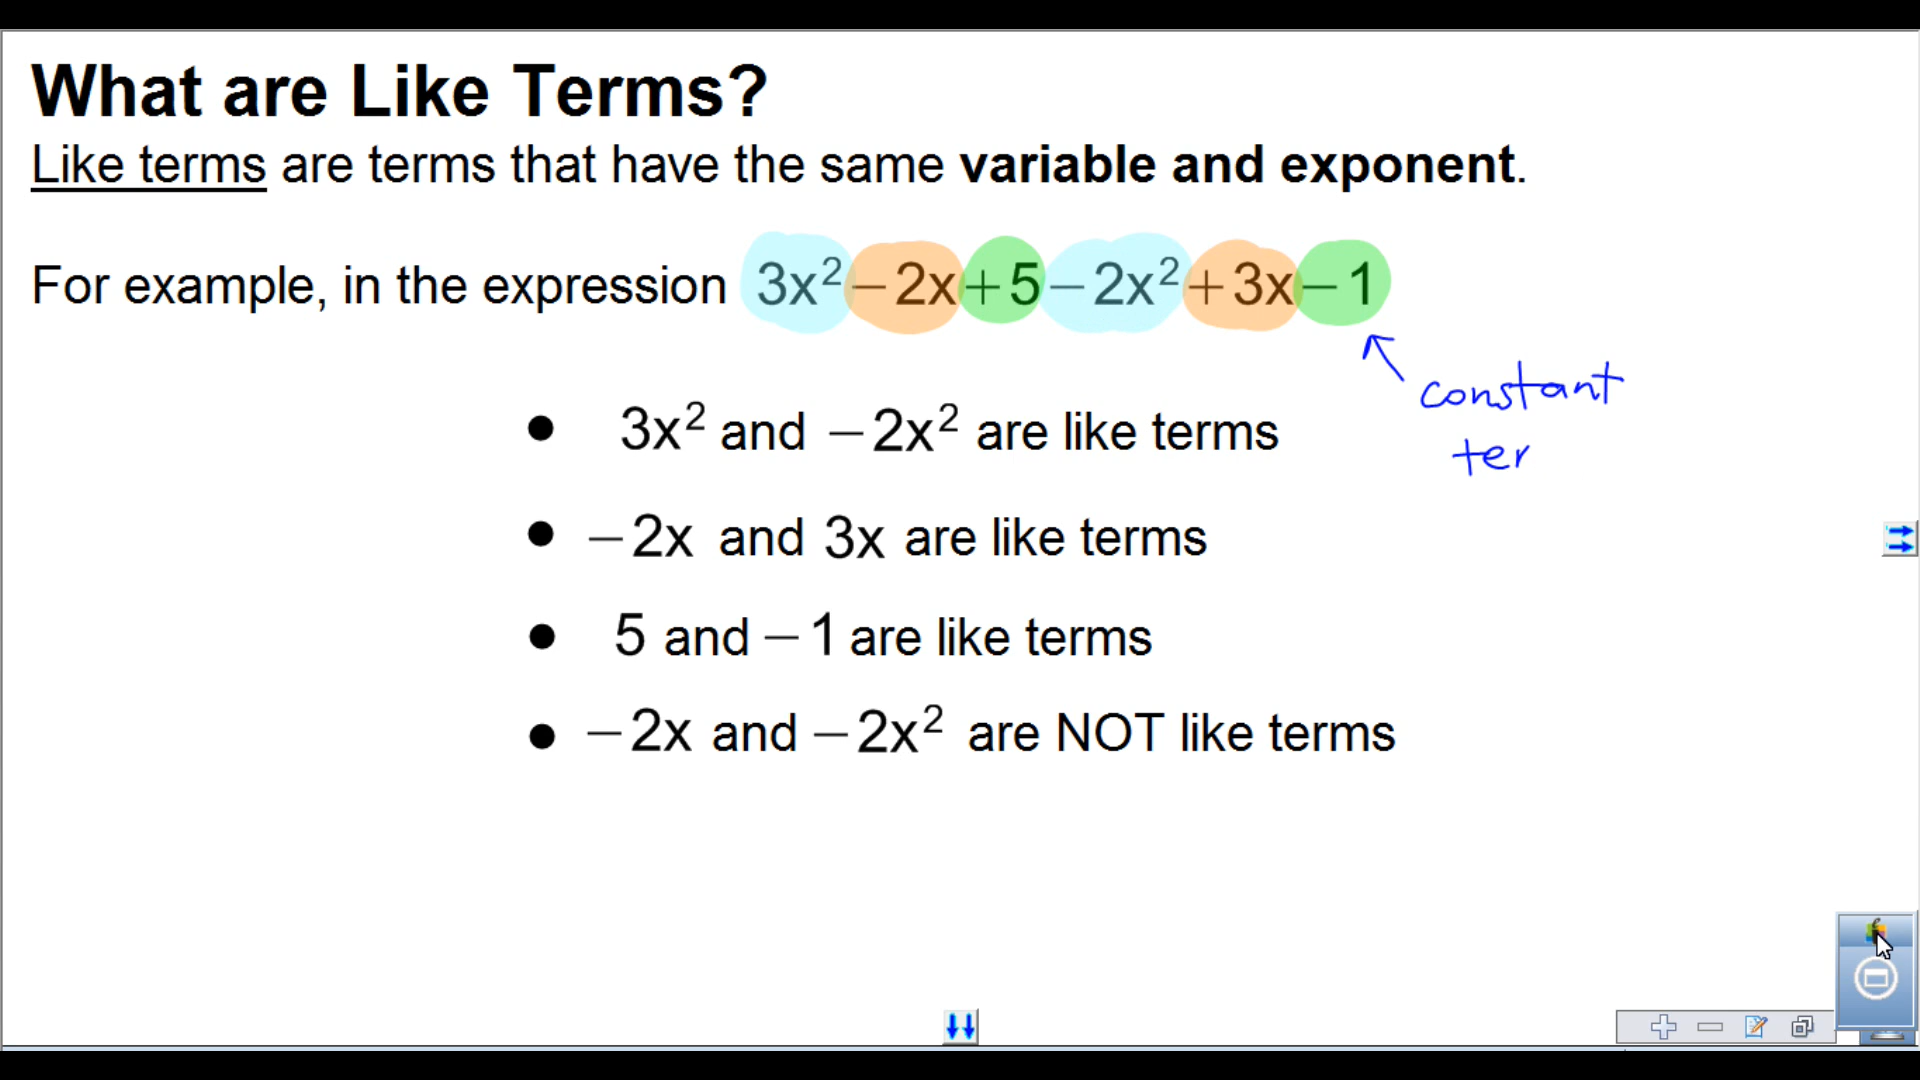 What are Like Terms?
Like terms are terms that have the same variable and exponent.
For example, in the expression 3x² −2x +5 −2x² +3x −1
constant
ter
• 3x² and −2x² are like terms
• −2x and 3x are like terms
• 5 and −1 are like terms
• −2x and −2x² are NOT like terms